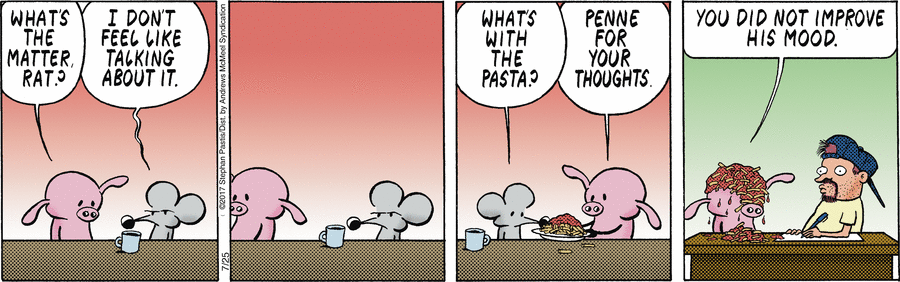 WHAT'S
THE
MATTER,
RAT?
I DON'T
FEEL LIKE
TALKING
ABOUT IT.
©2017 Stephan Pastis/Dist. by Andrews McMeel Syndication
7/25
WHAT'S
WITH
THE
PASTA?
PENNE
FOR
YOUR
THOUGHTS.
YOU DID NOT IMPROVE
HIS MOOD.